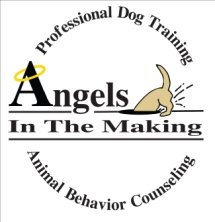 Professional Dog Training
Angels
In The Making
Animal Behavior Counseling